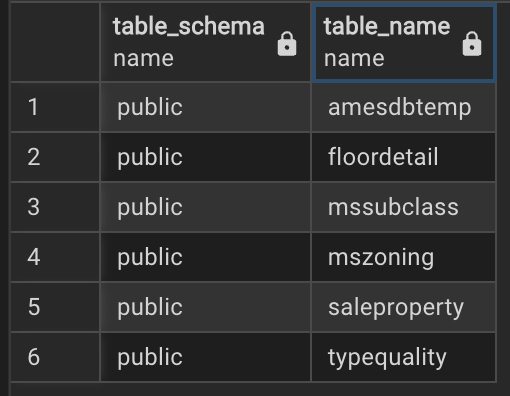 table_schema name table_name name
1 public amesdbtemp
2 public floordetail
3 public mssubclass
4 public mszoning
5 public saleproperty
6 public typequality